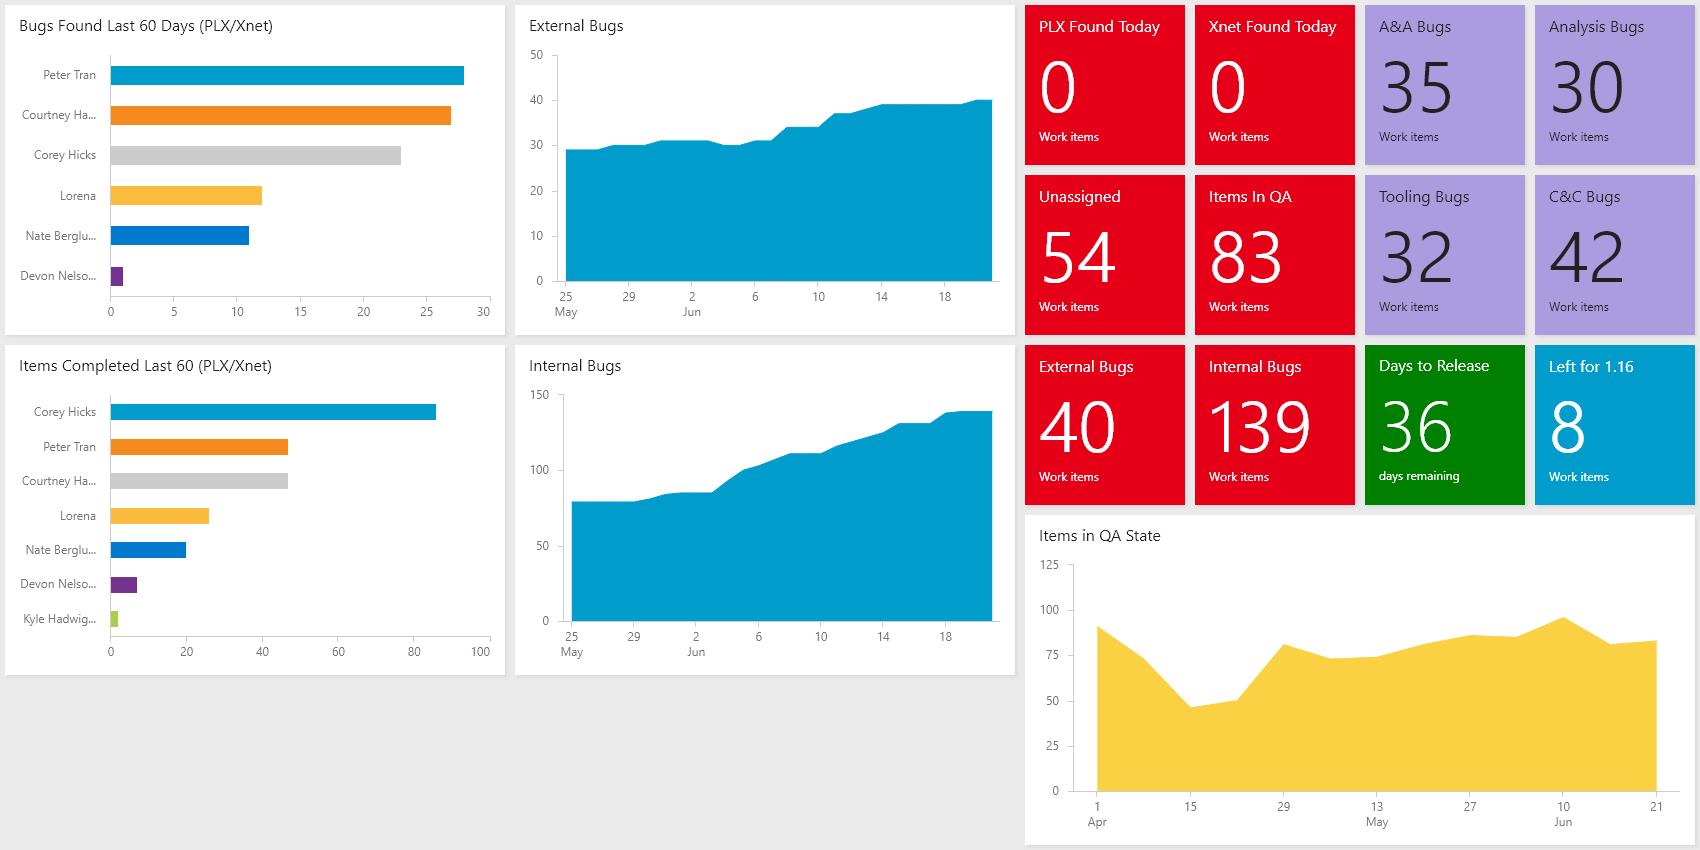 Bugs Found Last 60 Days (PLX/Xnet)
Peter Tran
Courtney Ha...
Corey Hicks
Lorena
Nate Berglu...
Devon Nelso...
0 5 10 15 20 25 30
External Bugs
50
40
30
20
10
0
25 29 2 6 10 14 18
May Jun
PLX Found Today
0
Work items
Xnet Found Today
0
Work items
A&A Bugs
35
Work items
Analysis Bugs
30
Work items
Unassigned
54
Work items
Items In QA
83
Work items
Tooling Bugs
32
Work items
C&C Bugs
42
Work items
Items Completed Last 60 (PLX/Xnet)
Corey Hicks
Peter Tran
Courtney Ha...
Lorena
Nate Berglu...
Devon Nelso...
Kyle Hadwig...
0 20 40 60 80 100
Internal Bugs
150
100
50
0
25 29 2 6 10 14 18
May Jun
External Bugs
40
Work items
Internal Bugs
139
Work items
Days to Release
36
days remaining
Left for 1.16
8
Work items
Items in QA State
125
100
75
50
25
0
1 15 29 13 27 10 21
Apr May Jun